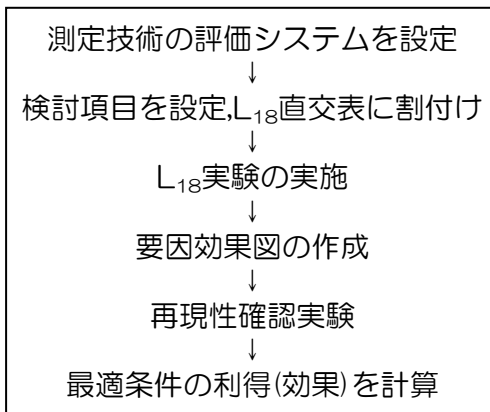 測定技術の評価システムを設定
↓
検討項目を設定,L₁₈直交表に割付け
↓
L₁₈実験の実施
↓
要因効果図の作成
↓
再現性確認実験
↓
最適条件の利得(効果)を計算